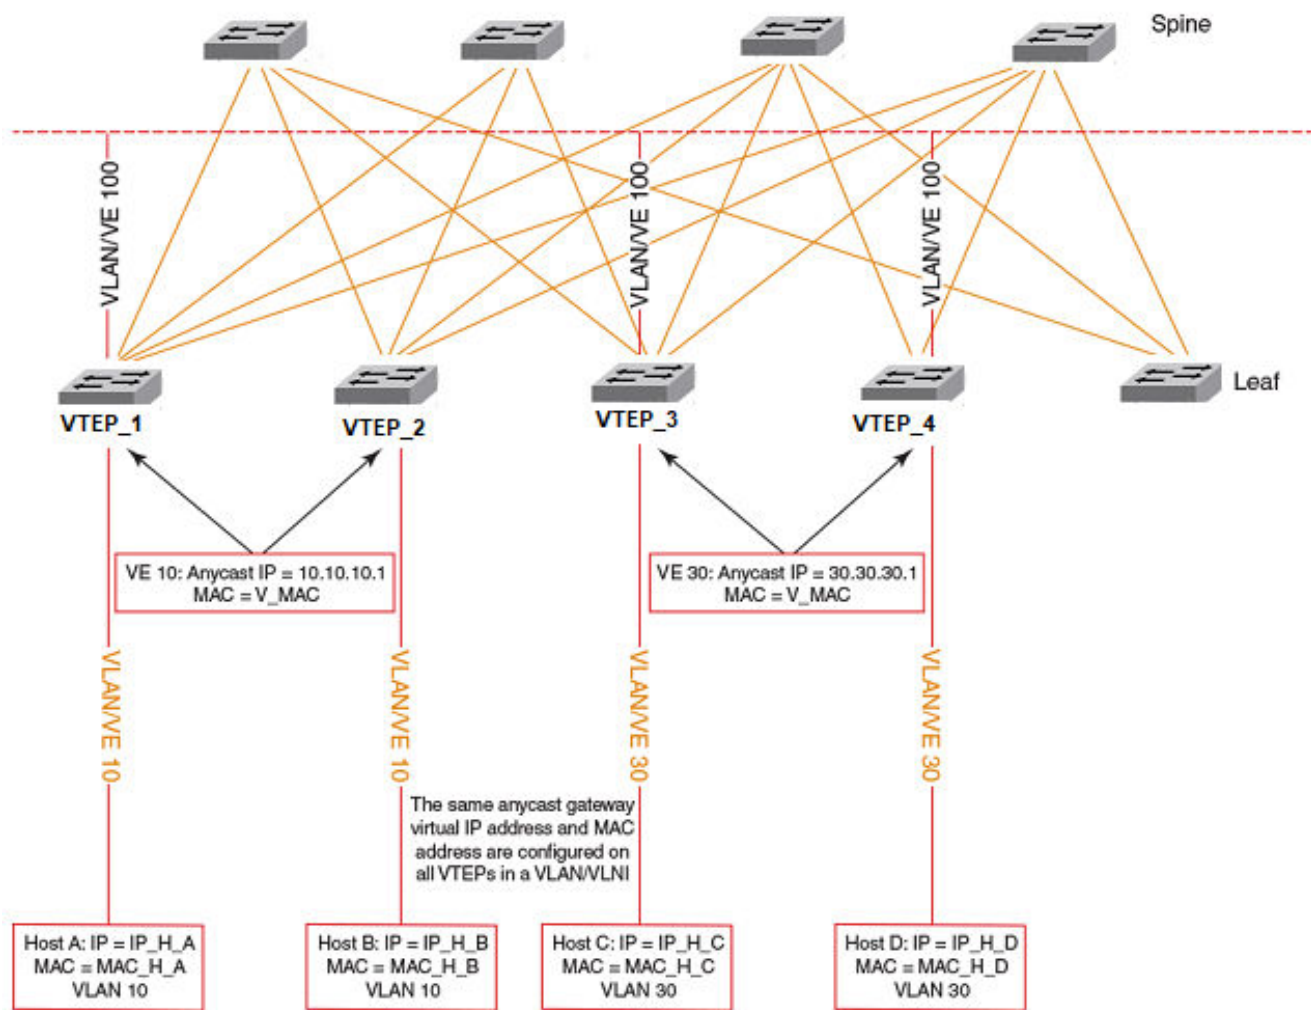 Spine
VLAN/VE 100
VLAN/VE 100
VLAN/VE 100
Leaf
VTEP_1
VTEP_2
VTEP_3
VTEP_4
VE 10: Anycast IP = 10.10.10.1
MAC = V_MAC
VE 30: Anycast IP = 30.30.30.1
MAC = V_MAC
VLAN/VE 10
VLAN/VE 10
VLAN/VE 30
VLAN/VE 30
The same anycast gateway
virtual IP address and MAC
address are configured on
all VTEPs in a VLAN/VLNI
Host A: IP = IP_H_A
MAC = MAC_H_A
VLAN 10
Host B: IP = IP_H_B
MAC = MAC_H_B
VLAN 10
Host C: IP = IP_H_C
MAC = MAC_H_C
VLAN 30
Host D: IP = IP_H_D
MAC = MAC_H_D
VLAN 30